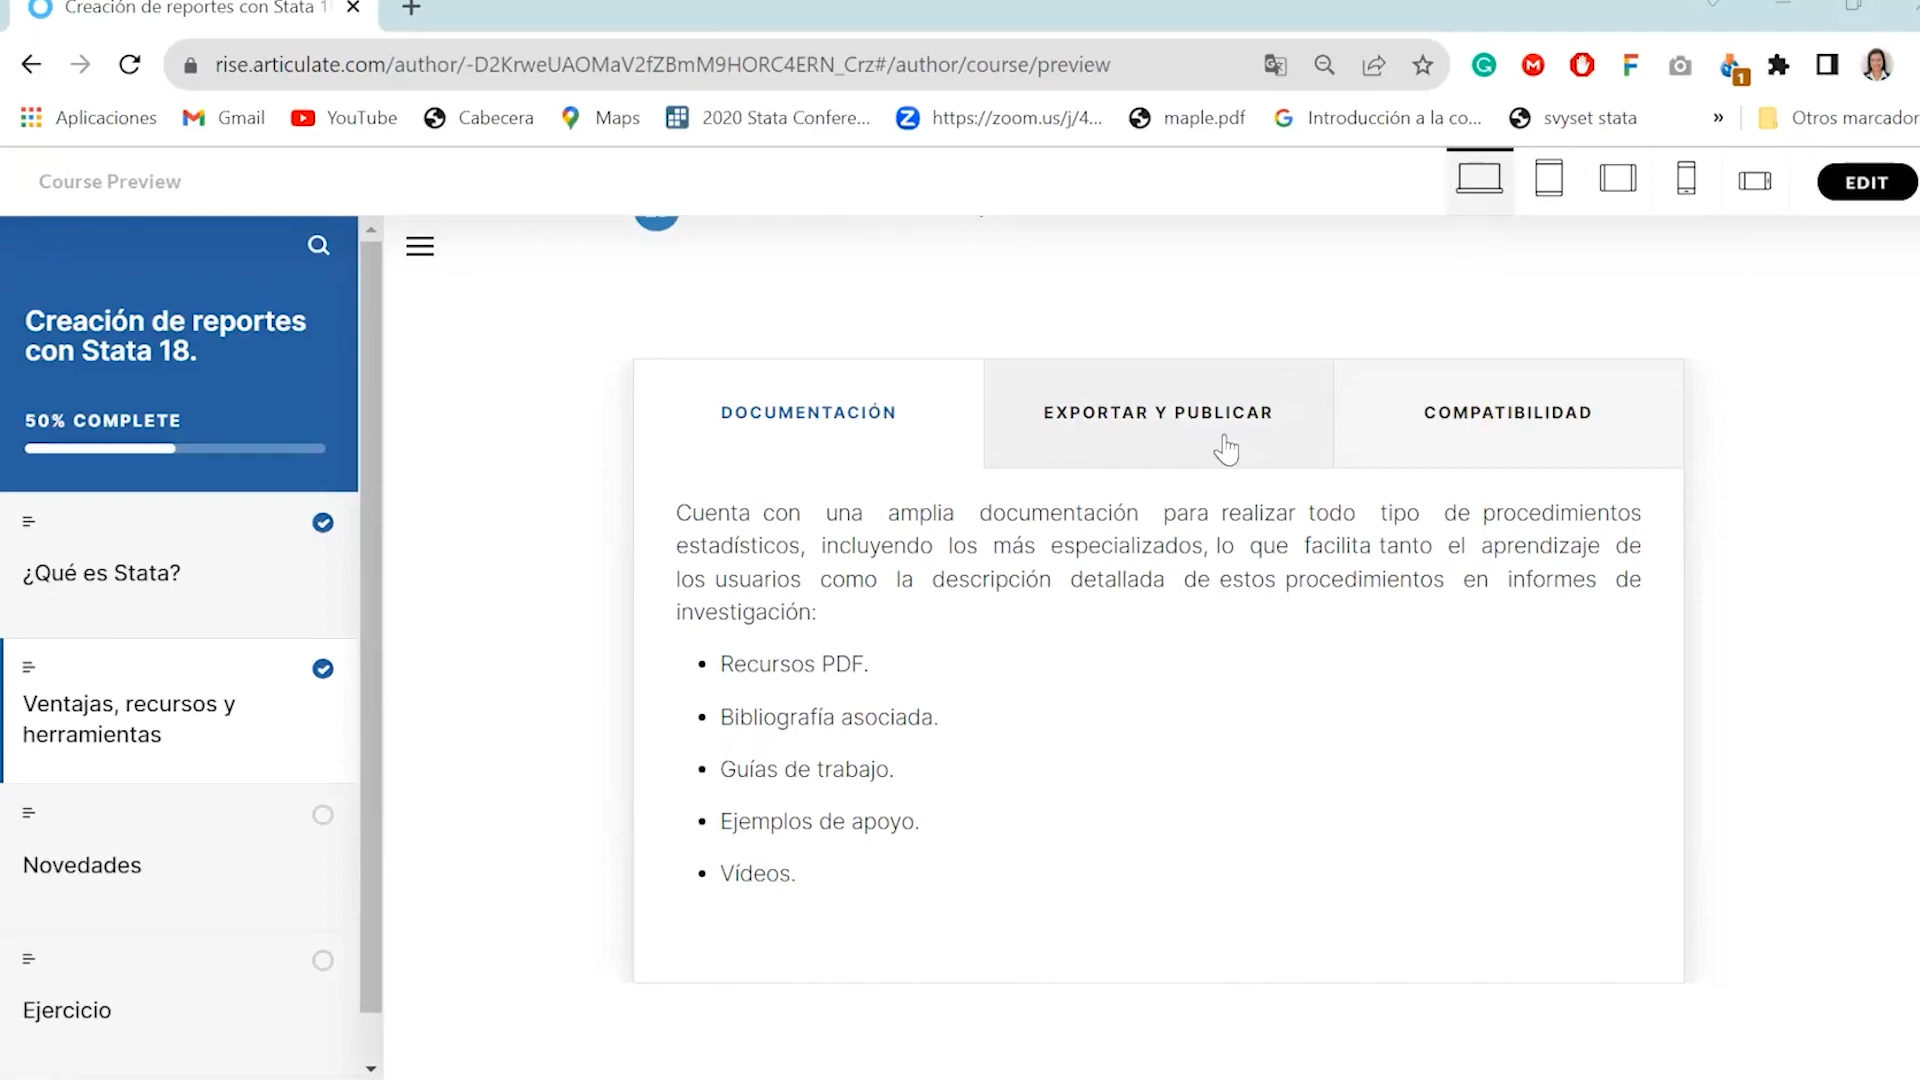 Creación de reportes con Stata 1
rise.articulate.com/author/-D2KrweUAOMaV2fZBmM9HORC4ERN_Crz#/author/course/preview
1
Aplicaciones
Gmail
YouTube
Cabecera
Maps
2020 Stata Confere...
https://zoom.us/j/4...
maple.pdf
Introducción a la co...
svyset stata
»
Otros marcador
Course Preview
EDIT
Creación de reportes
con Stata 18.
50% COMPLETE
¿Qué es Stata?
Ventajas, recursos y
herramientas
Novedades
Ejercicio
DOCUMENTACIÓN
EXPORTAR Y PUBLICAR
COMPATIBILIDAD
Cuenta con una amplia documentación para realizar todo tipo de procedimientos
estadísticos, incluyendo los más especializados, lo que facilita tanto el aprendizaje de
los usuarios como la descripción detallada de estos procedimientos en informes de
investigación:
• Recursos PDF.
• Bibliografía asociada.
• Guías de trabajo.
• Ejemplos de apoyo.
• Vídeos.